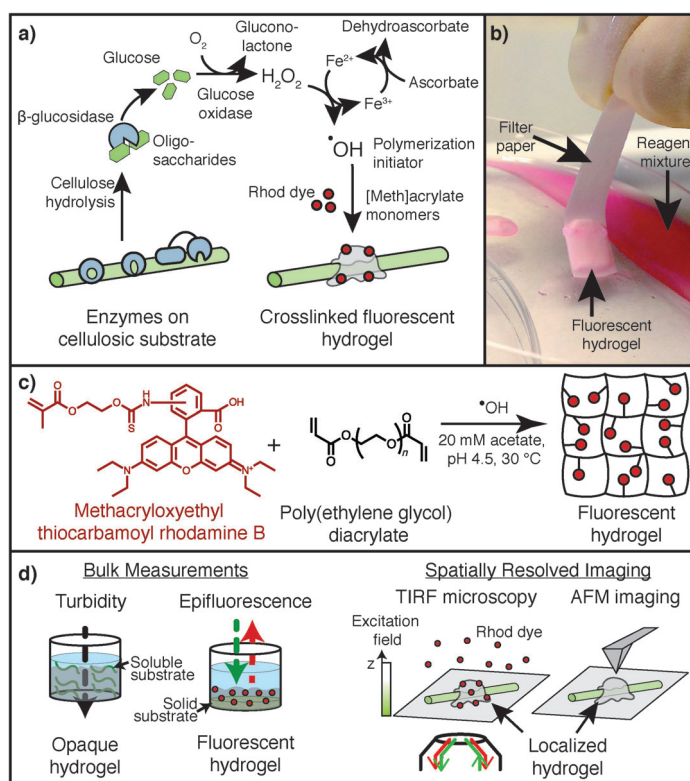 a)
O2
Glucono-
lactone
Dehydroascorbate
Glucose
Glucose
oxidase
H2O2
Fe2+
Fe3+
Ascorbate
β-glucosidase
Oligo-
saccharides
•OH
Polymerization
initiator
Cellulose
hydrolysis
Rhod dye
[Meth]acrylate
monomers
Enzymes on
cellulosic substrate
Crosslinked fluorescent
hydrogel
b)
Filter
paper
Reagen
mixture
Fluorescent
hydrogel
c)
O
O
O
H
N
S
OH
O
N
O
N+
Methacryloxyethyl
thiocarbamoyl rhodamine B
+
O
O
O
n
O
Poly(ethylene glycol)
diacrylate
•OH
20 mM acetate,
pH 4.5, 30 °C
Fluorescent
hydrogel
d)
Bulk Measurements
Turbidity
Epifluorescence
Soluble
substrate
Solid
substrate
Opaque
hydrogel
Fluorescent
hydrogel
Spatially Resolved Imaging
TIRF microscopy
AFM imaging
Excitation
field
z
Rhod dye
Localized
hydrogel